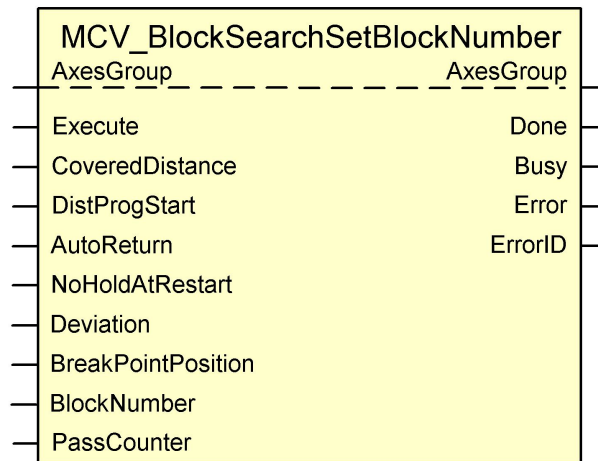 MCV_BlockSearchSetBlockNumber
AxesGroup AxesGroup
Execute Done
CoveredDistance Busy
DistProgStart Error
AutoReturn ErrorID
NoHoldAtRestart
Deviation
BreakPointPosition
BlockNumber
PassCounter